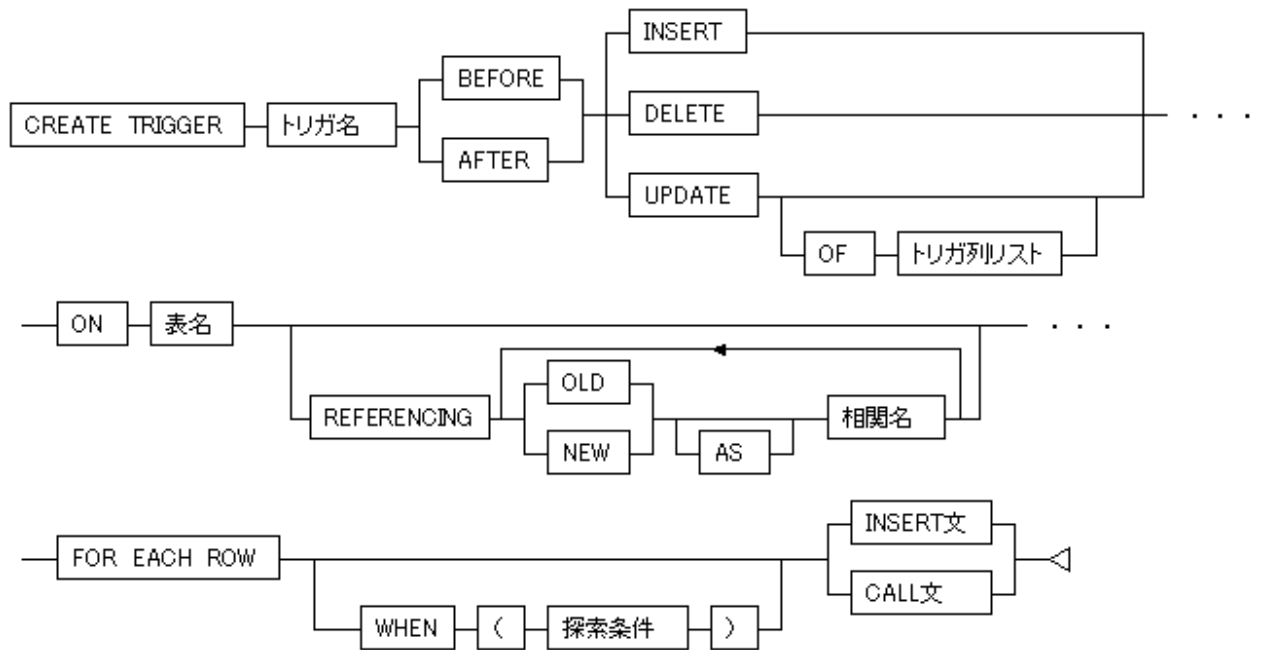 INSERT
BEFORE
CREATE TRIGGER トリガ名 DELETE ・・・
AFTER
UPDATE
OF トリガ列リスト
ON 表名 ・・・
OLD
REFERENCING 相関名
NEW AS
INSERT文
FOR EACH ROW
CALL文
WHEN ( 探索条件 )